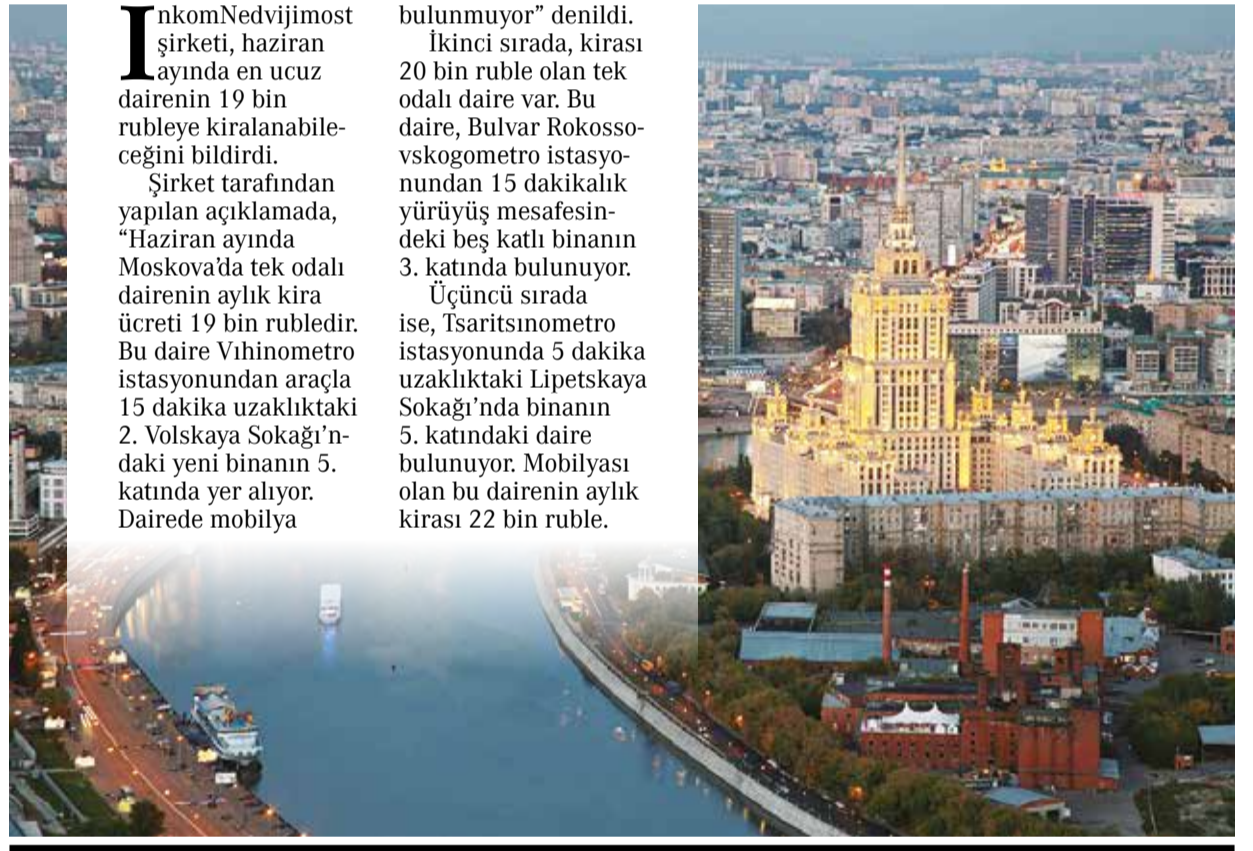 InkomNedvijimost
şirketi, haziran
ayında en ucuz
dairenin 19 bin
rubleye kiralanabile-
ceğini bildirdi.
Şirket tarafından
yapılan açıklamada,
“Haziran ayında
Moskova’da tek odalı
dairenin aylık kira
ücreti 19 bin rubledir.
Bu daire Vıhinometro
istasyonundan araçla
15 dakika uzaklıktaki
2. Volskaya Sokağı’n-
daki yeni binanın 5.
katında yer alıyor.
Dairede mobilya
bulunmuyor” denildi.
İkinci sırada, kirası
20 bin ruble olan tek
odalı daire var. Bu
daire, Bulvar Rokosso-
vskogometro istasyo-
nundan 15 dakikalık
yürüyüş mesafesin-
deki beş katlı binanın
3. katında bulunuyor.
Üçüncü sırada
ise, Tsaritsınometro
istasyonunda 5 dakika
uzaklıktaki Lipetskaya
Sokağı’nda binanın
5. katındaki daire
bulunuyor. Mobilyası
olan bu dairenin aylık
kirası 22 bin ruble.